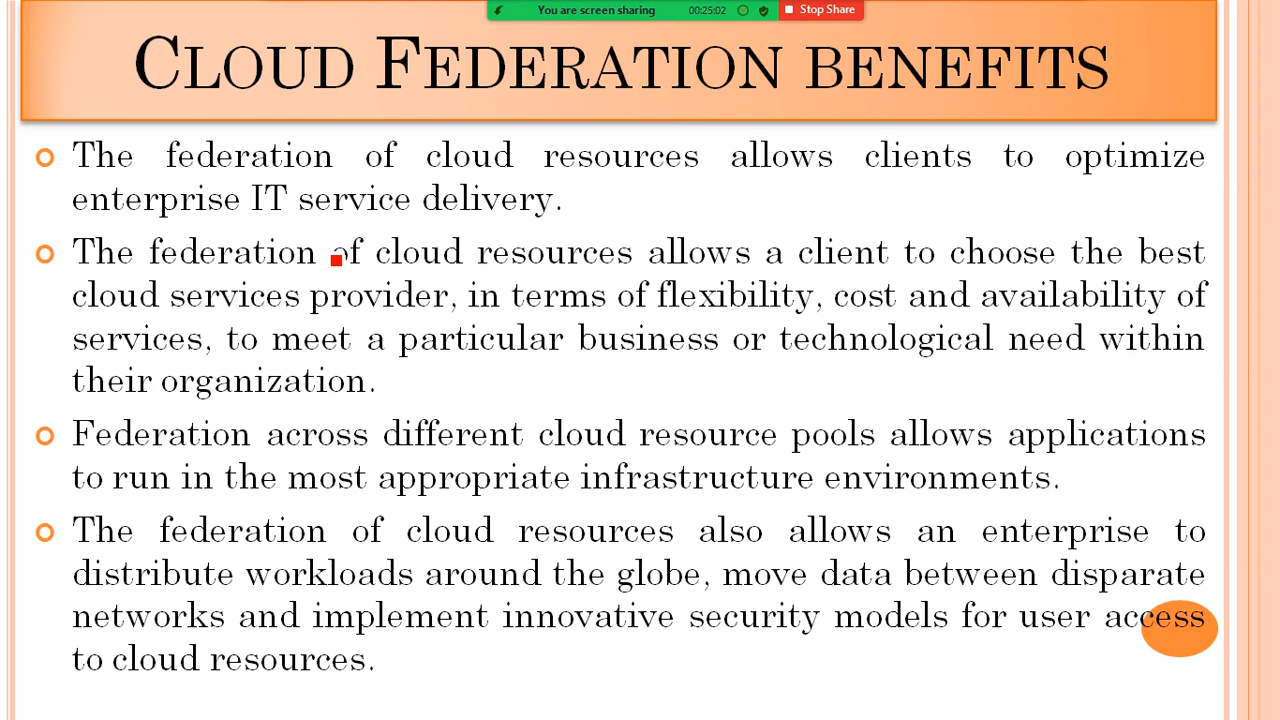 You are screen sharing 00:25:02 Stop Share
CLOUD FEDERATION BENEFITS
The federation of cloud resources allows clients to optimize
enterprise IT service delivery.
The federation of cloud resources allows a client to choose the best
cloud services provider, in terms of flexibility, cost and availability of
services, to meet a particular business or technological need within
their organization.
Federation across different cloud resource pools allows applications
to run in the most appropriate infrastructure environments.
The federation of cloud resources also allows an enterprise to
distribute workloads around the globe, move data between disparate
networks and implement innovative security models for user access
to cloud resources.